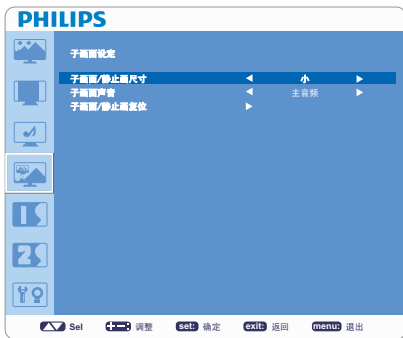 PHILIPS
子画面设定
子画面/静止画尺寸 小
子画面声音 主音频
子画面/静止画复位
Sel 调整 set: 确定 exit: 返回 menu: 退出